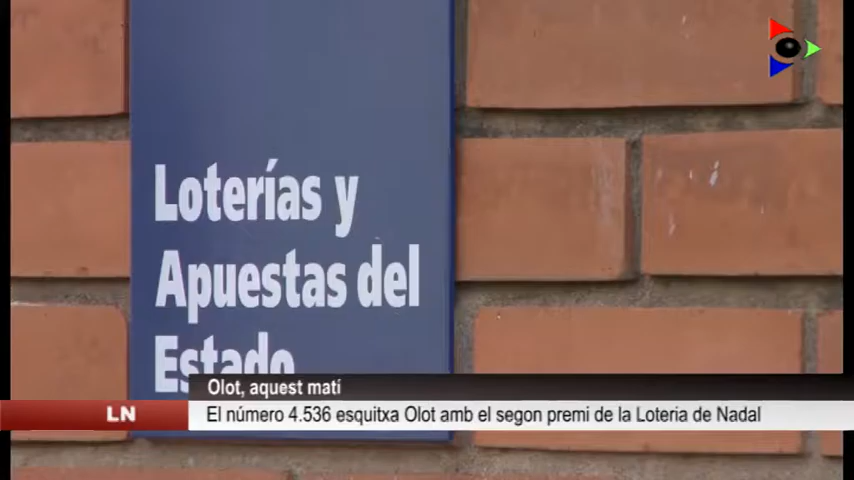 Loterías y
Apuestas del
Estado
Olot, aquest matí
LN
El número 4.536 esquitxa Olot amb el segon premi de la Loteria de Nadal